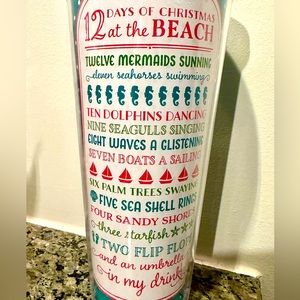 12 DAYS OF CHRISTMAS
at the BEACH
TWELVE MERMAIDS SUNNING
eleven seahorses swimming
TEN DOLPHINS DANCING
NINE SEAGULLS SINGING
EIGHT WAVES A GLISTENING
SEVEN BOATS A SAILING
SIX PALM TREES SWAYING
FIVE SEA SHELL RINGS
FOUR SANDY SHORES
three starfish
TWO FLIP FLOPS
and an umbrella
in my drink!